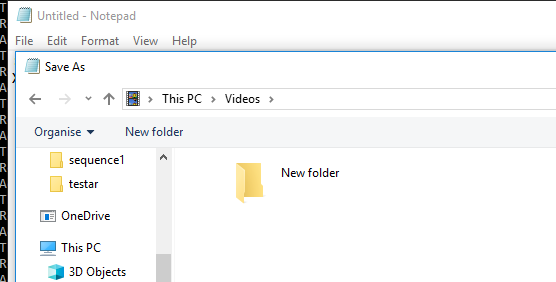 Untitled - Notepad
File Edit Format View Help
Save As
This PC Videos
Organise New folder
sequence1
testar
OneDrive
This PC
3D Objects
New folder